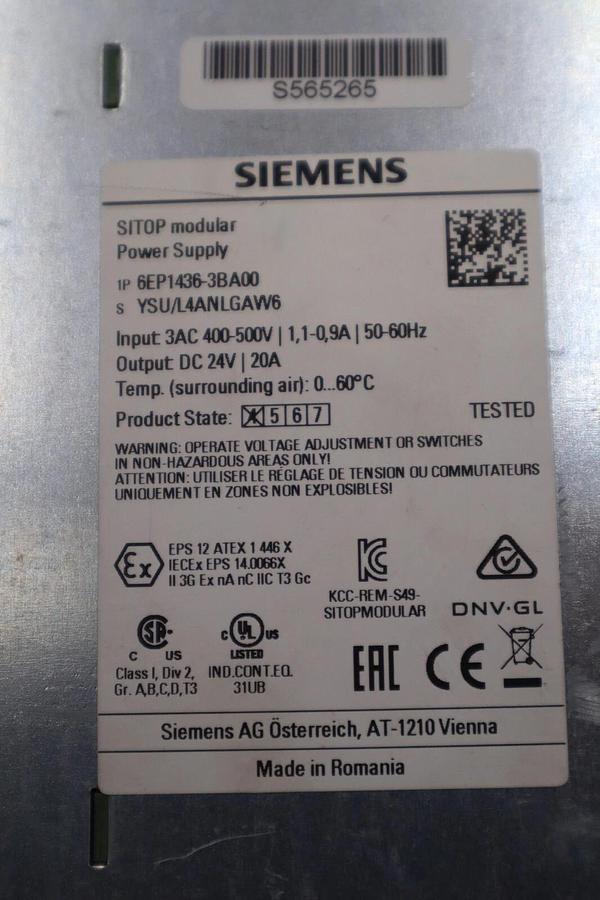 S565265
SIEMENS
SITOP modular
Power Supply
1P 6EP1436-3BA00
S YSU/L4ANLGAW6
Input: 3AC 400-500V | 1,1-0,9A | 50-60Hz
Output: DC 24V | 20A
Temp. (surrounding air): 0...60°C
Product State: 5 6 7
TESTED
WARNING: OPERATE VOLTAGE ADJUSTMENT OR SWITCHES
IN NON-HAZARDOUS AREAS ONLY!
ATTENTION: UTILISER LE RÉGLAGE DE TENSION OU COMMUTATEURS
UNIQUEMENT EN ZONES NON EXPLOSIBLES!
Ex
EPS 12 ATEX 1 446 X
IECEx EPS 14.0066X
II 3G Ex nA nC IIC T3 Gc
KC
KCC-REM-S49-
SITOPMODULAR
DNV·GL
SA
C US
Class I, Div 2,
Gr. A,B,C,D,T3
C UL US
LISTED
IND.CONT.EQ.
31UB
EAC CE
Siemens AG Österreich, AT-1210 Vienna
Made in Romania